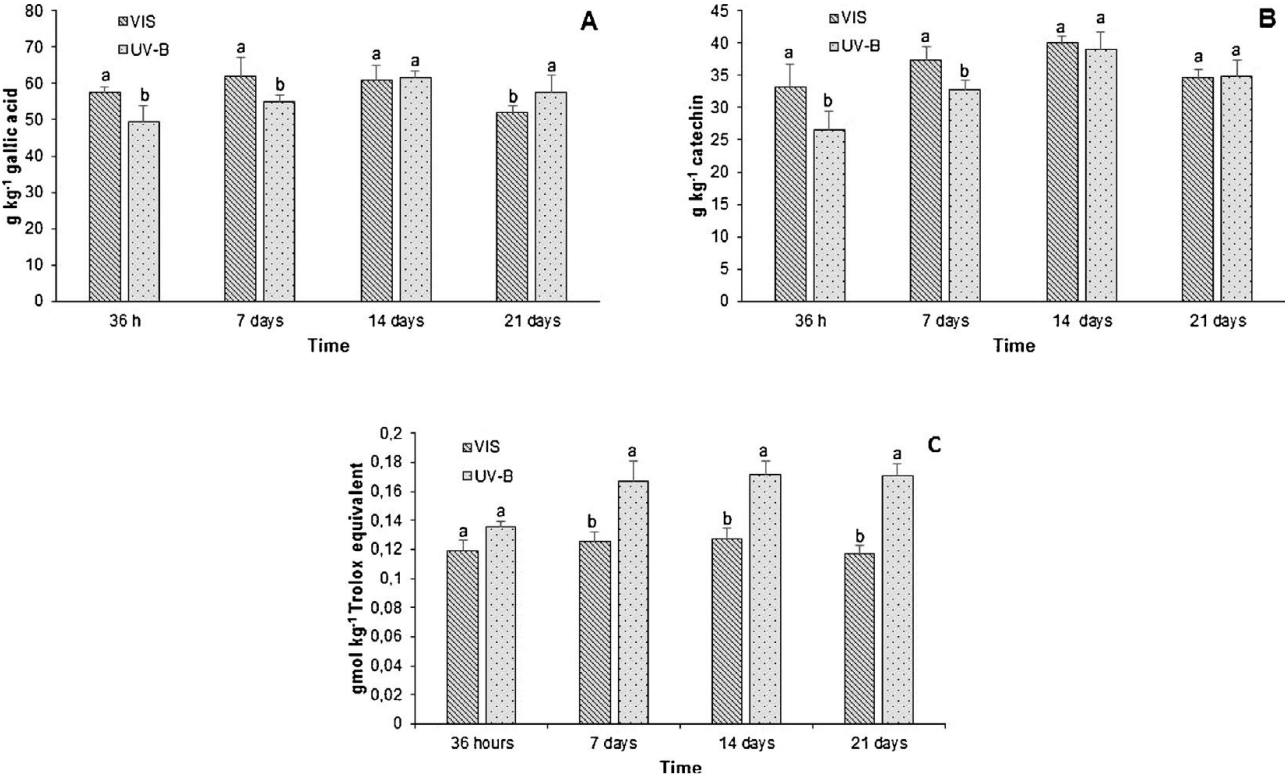 A
VIS
UV-B
g kg⁻¹ gallic acid
80
70
60
50
40
30
20
10
0
a b a b a a b a
36 h 7 days 14 days 21 days
Time
B
VIS
UV-B
g kg⁻¹ catechin
45
40
35
30
25
20
15
10
5
0
a b a b a a a a
36 h 7 days 14 days 21 days
Time
C
VIS
UV-B
gmol kg⁻¹ Trolox equivalent
0,2
0,18
0,16
0,14
0,12
0,1
0,08
0,06
0,04
0,02
0
a a b a b a b a
36 hours 7 days 14 days 21 days
Time